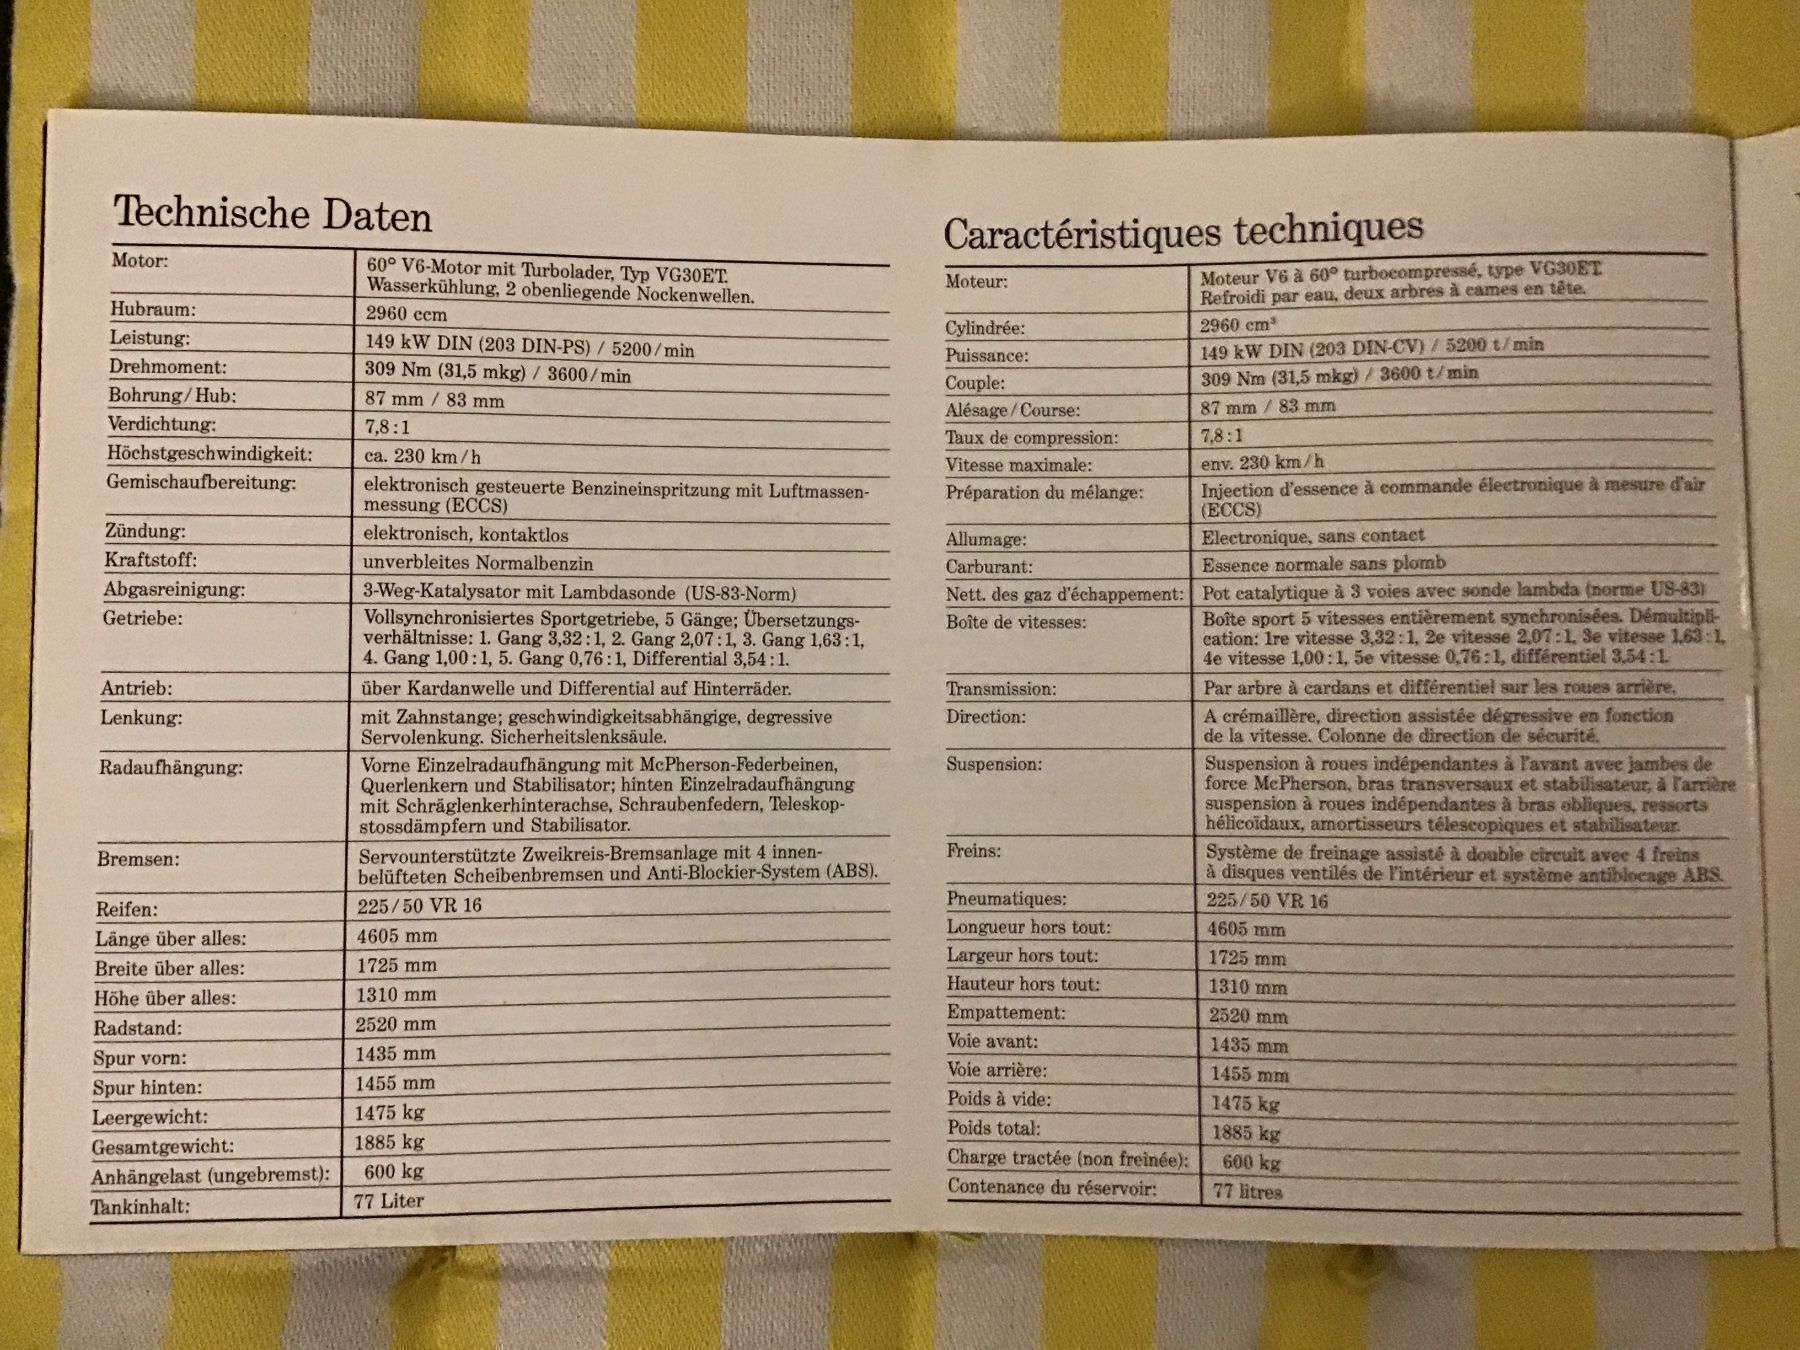 Technische Daten
Motor: 60° V6-Motor mit Turbolader, Typ VG30ET.
Wasserkühlung, 2 obenliegende Nockenwellen.
Hubraum: 2960 ccm
Leistung: 149 kW DIN (203 DIN-PS) / 5200/min
Drehmoment: 309 Nm (31,5 mkg) / 3600/min
Bohrung/Hub: 87 mm / 83 mm
Verdichtung: 7,8:1
Höchstgeschwindigkeit: ca. 230 km/h
Gemischaufbereitung: elektronisch gesteuerte Benzineinspritzung mit Luftmassen-
messung (ECCS)
Zündung: elektronisch, kontaktlos
Kraftstoff: unverbleites Normalbenzin
Abgasreinigung: 3-Weg-Katalysator mit Lambdasonde (US-83-Norm)
Getriebe: Vollsynchronisiertes Sportgetriebe, 5 Gänge; Übersetzungs-
verhältnisse: 1. Gang 3,32:1, 2. Gang 2,07:1, 3. Gang 1,63:1,
4. Gang 1,00:1, 5. Gang 0,76:1, Differential 3,54:1.
Antrieb: über Kardanwelle und Differential auf Hinterräder.
Lenkung: mit Zahnstange; geschwindigkeitsabhängige, degressive
Servolenkung. Sicherheitslenksäule.
Radaufhängung: Vorne Einzelradaufhängung mit McPherson-Federbeinen,
Querlenkern und Stabilisator; hinten Einzelradaufhängung
mit Schräglenkerhinterachse, Schraubenfedern, Teleskop-
stossdämpfern und Stabilisator.
Bremsen: Servounterstützte Zweikreis-Bremsanlage mit 4 innen-
belüfteten Scheibenbremsen und Anti-Blockier-System (ABS).
Reifen: 225/50 VR 16
Länge über alles: 4605 mm
Breite über alles: 1725 mm
Höhe über alles: 1310 mm
Radstand: 2520 mm
Spur vorn: 1435 mm
Spur hinten: 1455 mm
Leergewicht: 1475 kg
Gesamtgewicht: 1885 kg
Anhängelast (ungebremst): 600 kg
Tankinhalt: 77 Liter
Caractéristiques techniques
Moteur: Moteur V6 à 60° turbocompressé, type VG30ET.
Refroidi par eau, deux arbres à cames en tête.
Cylindrée: 2960 cm³
Puissance: 149 kW DIN (203 DIN-CV) / 5200 t/min
Couple: 309 Nm (31,5 mkg) / 3600 t/min
Alésage/Course: 87 mm / 83 mm
Taux de compression: 7,8:1
Vitesse maximale: env. 230 km/h
Préparation du mélange: Injection d'essence à commande électronique à mesure d'air
(ECCS)
Allumage: Electronique, sans contact
Carburant: Essence normale sans plomb
Nett. des gaz d'échappement: Pot catalytique à 3 voies avec sonde lambda (norme US-83)
Boîte de vitesses: Boîte sport 5 vitesses entièrement synchronisées. Démultipli-
cation: 1re vitesse 3,32:1, 2e vitesse 2,07:1, 3e vitesse 1,63:1,
4e vitesse 1,00:1, 5e vitesse 0,76:1, différentiel 3,54:1.
Transmission: Par arbre à cardans et différentiel sur les roues arrière.
Direction: A crémaillère, direction assistée dégressive en fonction
de la vitesse. Colonne de direction de sécurité.
Suspension: Suspension à roues indépendantes à l'avant avec jambes de
force McPherson, bras transversaux et stabilisateur, à l'arrière
suspension à roues indépendantes à bras obliques, ressorts
hélicoïdaux, amortisseurs télescopiques et stabilisateur.
Freins: Système de freinage assisté à double circuit avec 4 freins
à disques ventilés de l'intérieur et système antiblocage ABS.
Pneumatiques: 225/50 VR 16
Longueur hors tout: 4605 mm
Largeur hors tout: 1725 mm
Hauteur hors tout: 1310 mm
Empattement: 2520 mm
Voie avant: 1435 mm
Voie arrière: 1455 mm
Poids à vide: 1475 kg
Poids total: 1885 kg
Charge tractée (non freinée): 600 kg
Contenance du réservoir: 77 litres